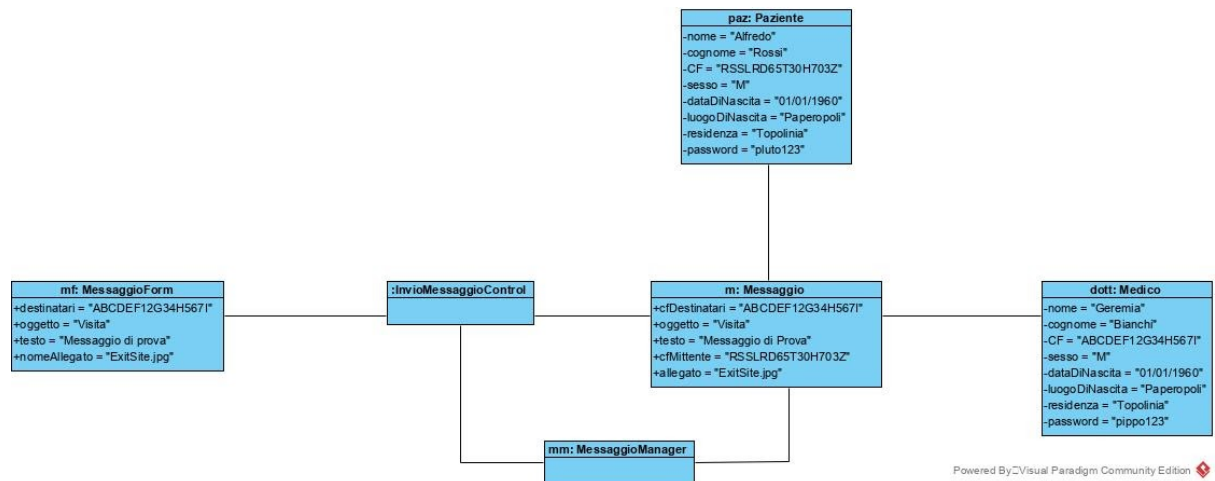 paz: Paziente
-nome = "Alfredo"
-cognome = "Rossi"
-CF = "RSSLRD65T30H703Z"
-sesso = "M"
-dataDiNascita = "01/01/1960"
-luogoDiNascita = "Paperopoli"
-residenza = "Topolinia"
-password = "pluto123"
mf: MessaggioForm
+destinatari = "ABCDEF12G34H567I"
+oggetto = "Visita"
+testo = "Messaggio di prova"
+nomeAllegato = "ExitSite.jpg"
:InvioMessaggioControl
m: Messaggio
+cfDestinatari = "ABCDEF12G34H567I"
+oggetto = "Visita"
+testo = "Messaggio di Prova"
+cfMittente = "RSSLRD65T30H703Z"
+allegato = "ExitSite.jpg"
dott: Medico
-nome = "Geremia"
-cognome = "Bianchi"
-CF = "ABCDEF12G34H567I"
-sesso = "M"
-dataDiNascita = "01/01/1960"
-luogoDiNascita = "Paperopoli"
-residenza = "Topolinia"
-password = "pippo123"
mm: MessaggioManager
Powered By Visual Paradigm Community Edition